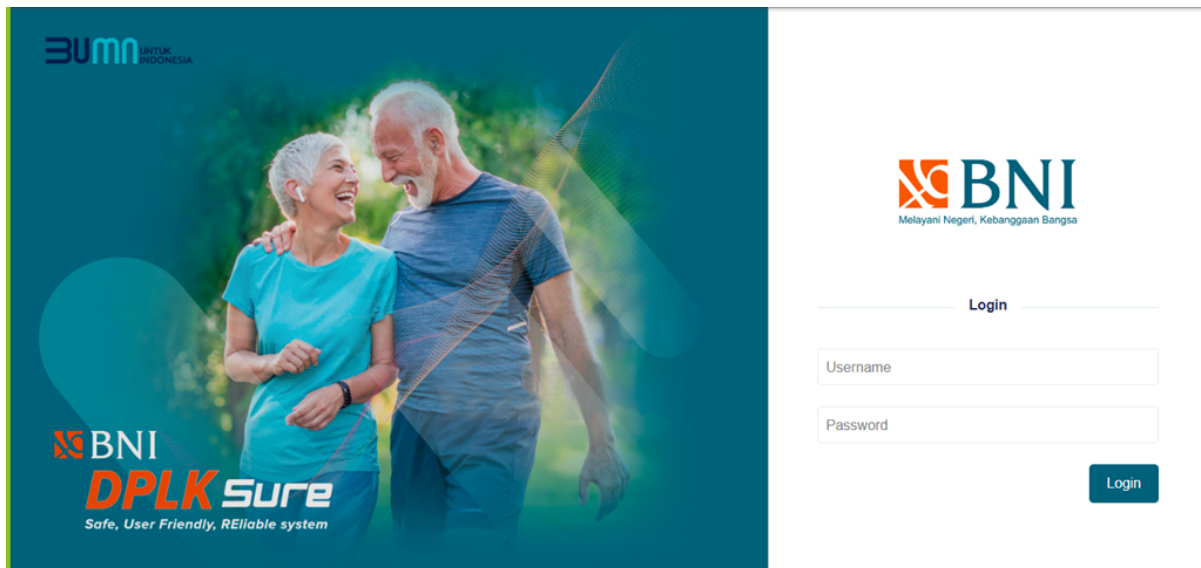 BUMN UNTUK
INDONESIA
BNI
DPLK Sure
Safe, User Friendly, REliable system
BNI
Melayani Negeri, Kebanggaan Bangsa
Login
Username
Password
Login